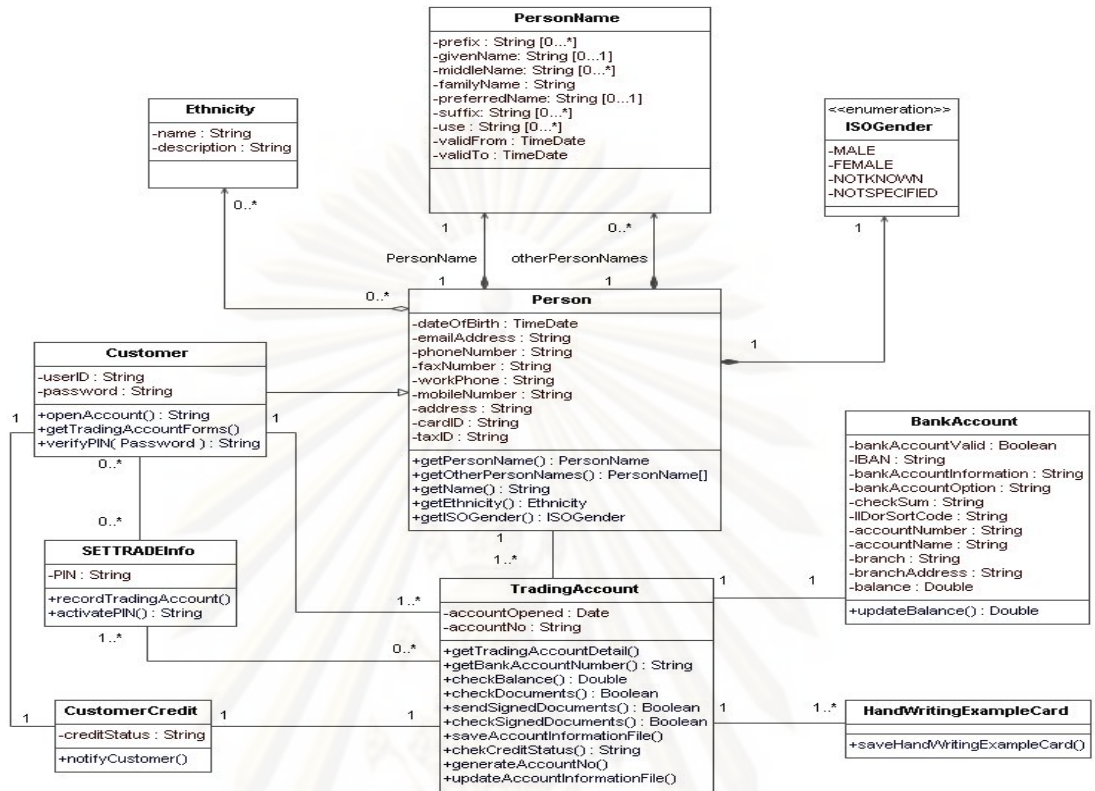 PersonName
-prefix : String [0...*]
-givenName: String [0...1]
-middleName: String [0...*]
-familyName : String
-preferredName: String [0...1]
-suffix: String [0...*]
-use : String [0...*]
-validFrom : TimeDate
-validTo : TimeDate
Ethnicity
-name : String
-description : String
<<enumeration>>
ISOGender
-MALE
-FEMALE
-NOTKNOWN
-NOTSPECIFIED
0..*
1
0..*
1
PersonName
otherPersonNames
0..*
1
1
Person
-dateOfBirth : TimeDate
-emailAddress : String
-phoneNumber : String
-faxNumber : String
-workPhone : String
-mobileNumber : String
-address : String
-cardID : String
-taxID : String
+getPersonName() : PersonName
+getOtherPersonNames() : PersonName[]
+getName() : String
+getEthnicity() : Ethnicity
+getISOGender() : ISOGender
1
Customer
-userID : String
-password : String
+openAccount() : String
+getTradingAccountForms()
+verifyPIN( Password ) : String
1
1
0..*
0..*
BankAccount
-bankAccountValid : Boolean
-IBAN : String
-bankAccountInformation : String
-bankAccountOption : String
-checkSum : String
-IIDorSortCode : String
-accountNumber : String
-accountName : String
-branch : String
-branchAddress : String
-balance : Double
+updateBalance() : Double
SETTRADEInfo
-PIN : String
+recordTradingAccount()
+activatePIN() : String
1..*
1
1..*
1..*
0..*
TradingAccount
-accountOpened : Date
-accountNo : String
+getTradingAccountDetail()
+getBankAccountNumber() : String
+checkBalance() : Double
+checkDocuments() : Boolean
+sendSignedDocuments() : Boolean
+checkSignedDocuments() : Boolean
+saveAccountInformationFile()
+chekCreditStatus() : String
+generateAccountNo()
+updateAccountInformationFile()
1
1
1
CustomerCredit
-creditStatus : String
+notifyCustomer()
1
1
1
1..*
HandWritingExampleCard
+saveHandWritingExampleCard()